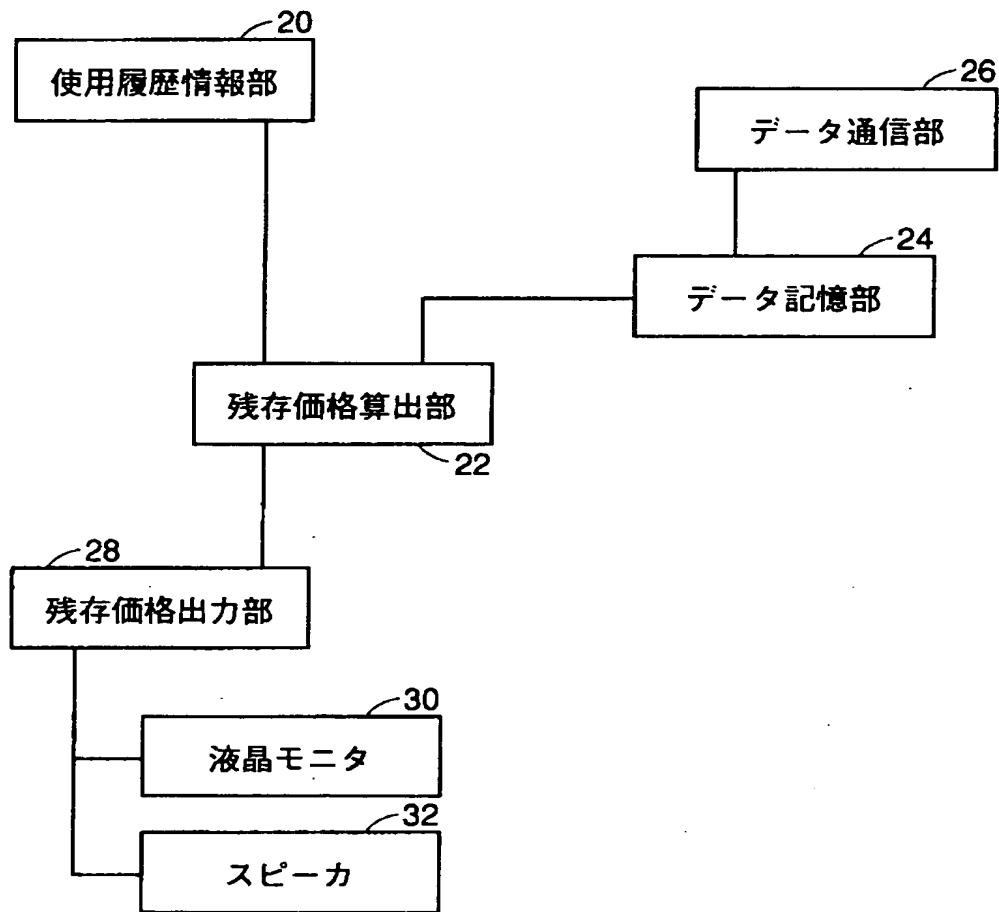 20
使用履歴情報部
26
データ通信部
24
データ記憶部
残存価格算出部
22
28
残存価格出力部
30
液晶モニタ
32
スピーカ